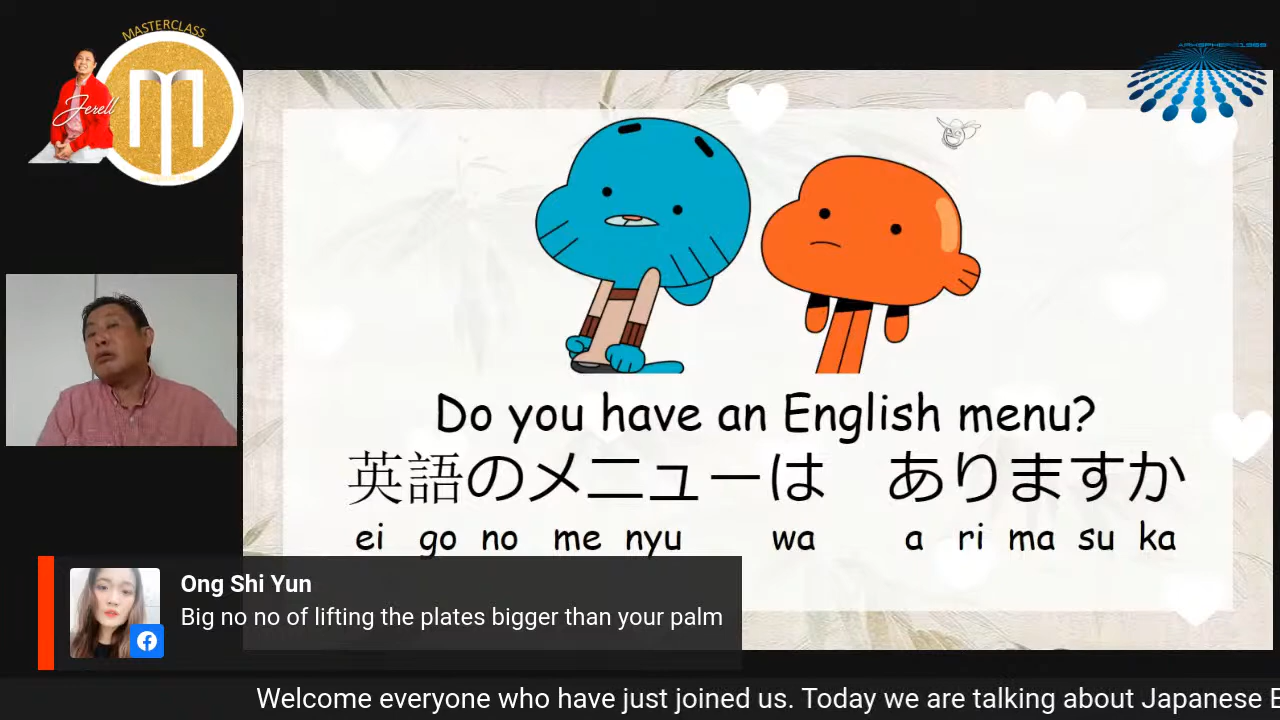 MASTERCLASS
Jerell
Do you have an English menu?
英語のメニューは ありますか
ei go no me nyu wa a ri ma su ka
Ong Shi Yun
Big no no of lifting the plates bigger than your palm
Welcome everyone who have just joined us. Today we are talking about Japanese E